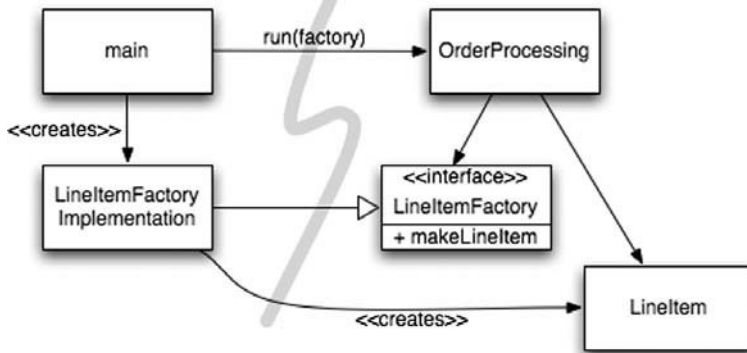 main
run(factory)
OrderProcessing
<<creates>>
LineItemFactory
Implementation
<<interface>>
LineItemFactory
+ makeLineItem
LineItem
<<creates>>